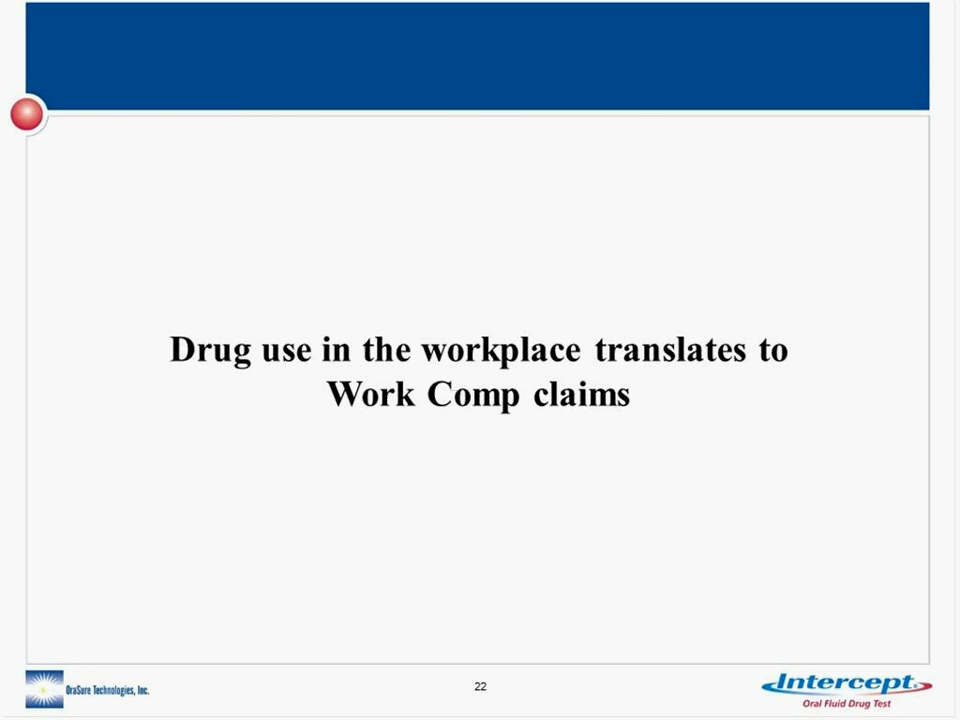 Drug use in the workplace translates to
Work Comp claims
OraSure Technologies, Inc.
22
Intercept
Oral Fluid Drug Test